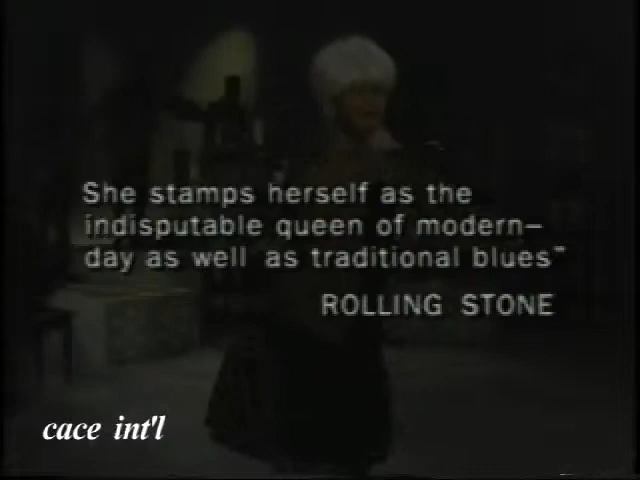 She stamps herself as the
indisputable queen of modern–
day as well as traditional blues"
ROLLING STONE
cace int'l